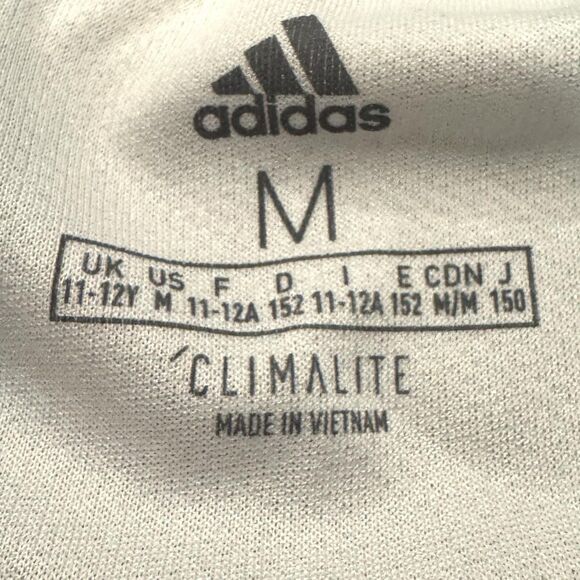 adidas
M
UK US F D I E CDN J
11-12Y M 11-12A 152 11-12A 152 M/M 150
CLIMALITE
MADE IN VIETNAM